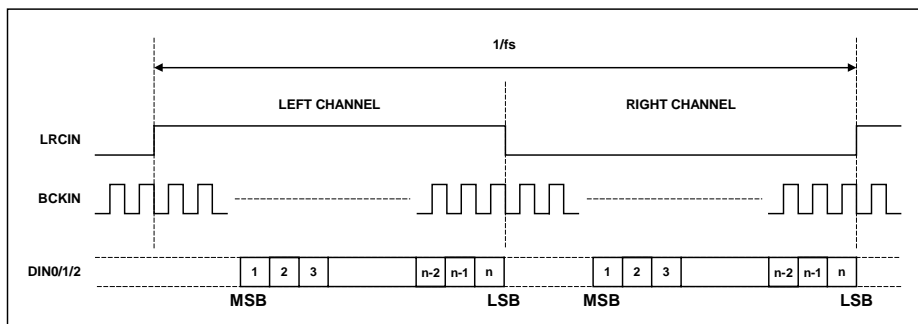 1/fs
LEFT CHANNEL RIGHT CHANNEL
LRCIN
BCKIN
DIN0/1/2 1 2 3 n-2 n-1 n 1 2 3 n-2 n-1 n
MSB LSB MSB LSB